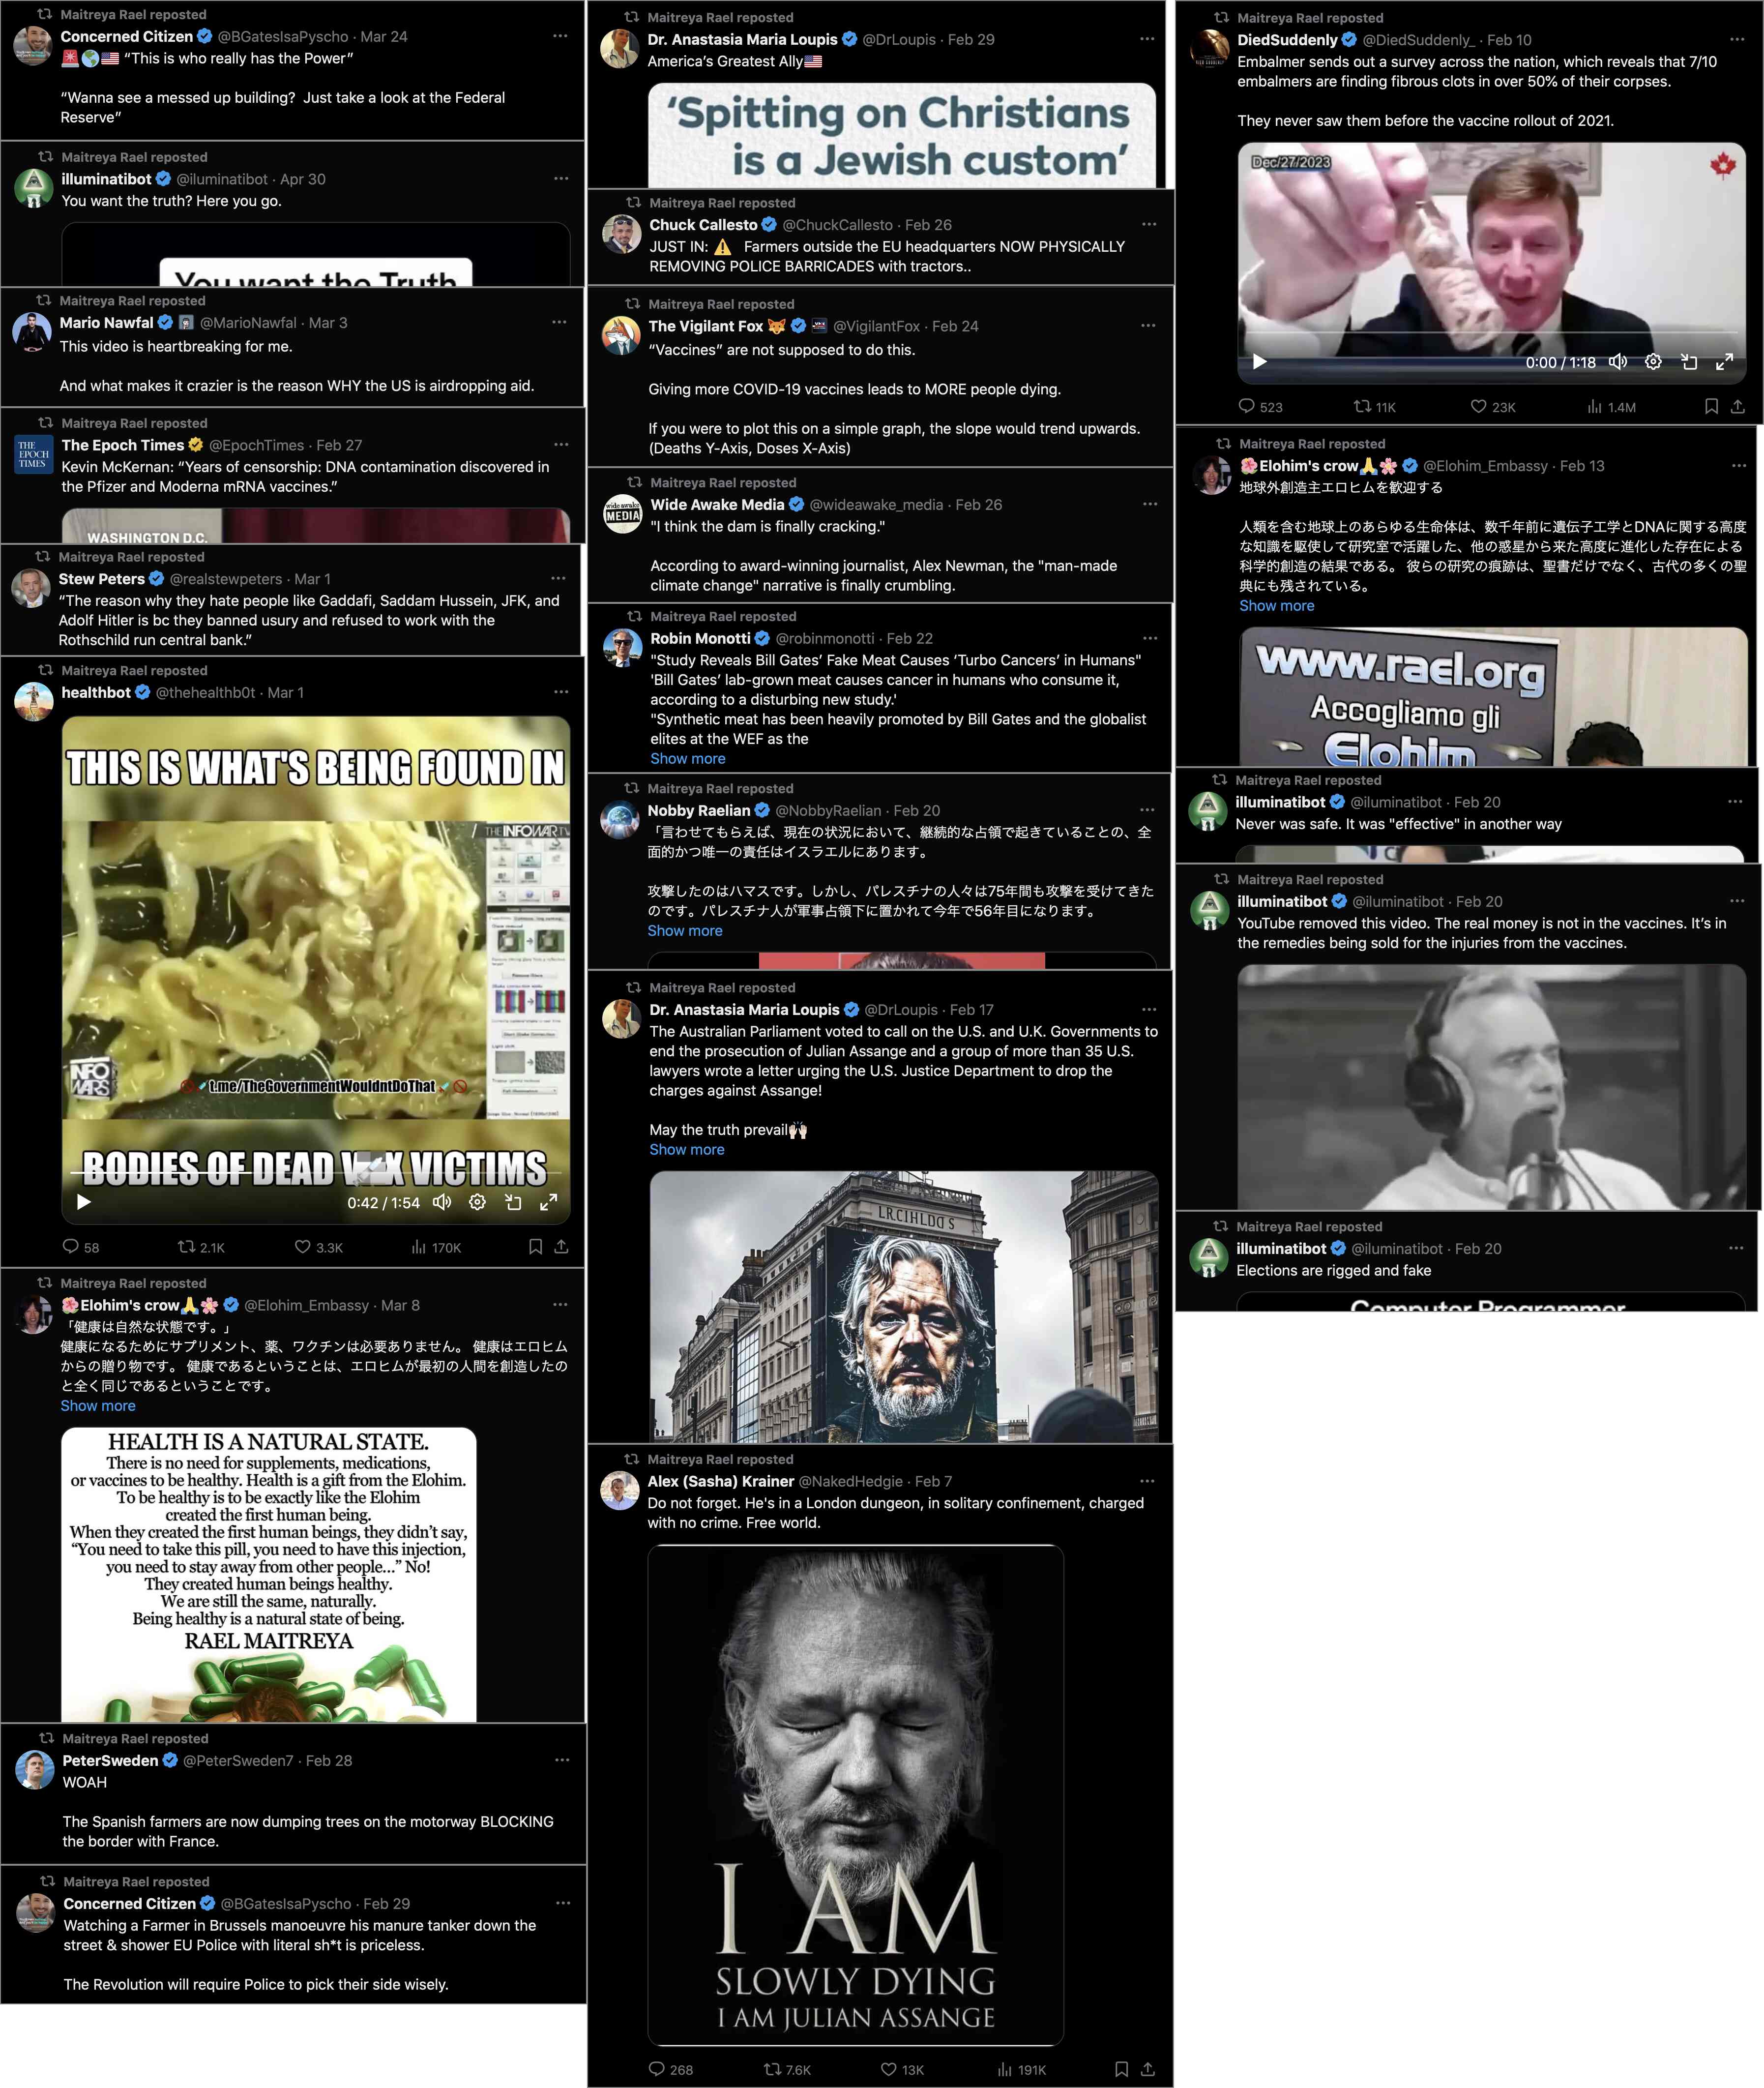 Maitreya Rael reposted
Concerned Citizen @BGatesIsaPyscho · Mar 24
🚨🌎🇺🇸 “This is who really has the Power”
“Wanna see a messed up building? Just take a look at the Federal
Reserve”
Maitreya Rael reposted
illuminatibot @iluminatibot · Apr 30
You want the truth? Here you go.
You want the Truth
Maitreya Rael reposted
Mario Nawfal @MarioNawfal · Mar 3
This video is heartbreaking for me.
And what makes it crazier is the reason WHY the US is airdropping aid.
Maitreya Rael reposted
THE
EPOCH
TIMES
The Epoch Times @EpochTimes · Feb 27
Kevin McKernan: “Years of censorship: DNA contamination discovered in
the Pfizer and Moderna mRNA vaccines.”
WASHINGTON D.C.
Maitreya Rael reposted
Stew Peters @realstewpeters · Mar 1
“The reason why they hate people like Gaddafi, Saddam Hussein, JFK, and
Adolf Hitler is bc they banned usury and refused to work with the
Rothschild run central bank.”
Maitreya Rael reposted
healthbot @thehealthb0t · Mar 1
THIS IS WHAT'S BEING FOUND IN
THE INFOWAR TV
INFO
WARS
t.me/TheGovernmentWouldntDoThat
BODIES OF DEAD VAX VICTIMS
0:42 / 1:54
58 2.1K 3.3K 170K
Maitreya Rael reposted
🌺Elohim's crow🙏🌸 @Elohim_Embassy · Mar 8
「健康は自然な状態です。」
健康になるためにサプリメント、薬、ワクチンは必要ありません。 健康はエロヒム
からの贈り物です。 健康であるということは、エロヒムが最初の人間を創造したの
と全く同じであるということです。
Show more
HEALTH IS A NATURAL STATE.
There is no need for supplements, medications,
or vaccines to be healthy. Health is a gift from the Elohim.
To be healthy is to be exactly like the Elohim
created the first human being.
When they created the first human beings, they didn’t say,
“You need to take this pill, you need to have this injection,
you need to stay away from other people...” No!
They created human beings healthy.
We are still the same, naturally.
Being healthy is a natural state of being.
RAEL MAITREYA
Maitreya Rael reposted
PeterSweden @PeterSweden7 · Feb 28
WOAH
The Spanish farmers are now dumping trees on the motorway BLOCKING
the border with France.
Maitreya Rael reposted
Concerned Citizen @BGatesIsaPyscho · Feb 29
Watching a Farmer in Brussels manoeuvre his manure tanker down the
street & shower EU Police with literal sh*t is priceless.
The Revolution will require Police to pick their side wisely.
Maitreya Rael reposted
Dr. Anastasia Maria Loupis @DrLoupis · Feb 29
America’s Greatest Ally🇺🇸
‘Spitting on Christians
is a Jewish custom’
Maitreya Rael reposted
Chuck Callesto @ChuckCallesto · Feb 26
JUST IN: ⚠️ Farmers outside the EU headquarters NOW PHYSICALLY
REMOVING POLICE BARRICADES with tractors..
Maitreya Rael reposted
The Vigilant Fox 🦊 @VigilantFox · Feb 24
“Vaccines” are not supposed to do this.
Giving more COVID-19 vaccines leads to MORE people dying.
If you were to plot this on a simple graph, the slope would trend upwards.
(Deaths Y-Axis, Doses X-Axis)
Maitreya Rael reposted
wide awake
MEDIA
Wide Awake Media @wideawake_media · Feb 26
"I think the dam is finally cracking."
According to award-winning journalist, Alex Newman, the "man-made
climate change" narrative is finally crumbling.
Maitreya Rael reposted
Robin Monotti @robinmonotti · Feb 22
"Study Reveals Bill Gates’ Fake Meat Causes ‘Turbo Cancers’ in Humans"
'Bill Gates’ lab-grown meat causes cancer in humans who consume it,
according to a disturbing new study.'
"Synthetic meat has been heavily promoted by Bill Gates and the globalist
elites at the WEF as the
Show more
Maitreya Rael reposted
Nobby Raelian @NobbyRaelian · Feb 20
「言わせてもらえば、現在の状況において、継続的な占領で起きていることの、全
面的かつ唯一の責任はイスラエルにあります。
攻撃したのはハマスです。しかし、パレスチナの人々は75年間も攻撃を受けてきた
のです。パレスチナ人が軍事占領下に置かれて今年で56年目になります。
Show more
Maitreya Rael reposted
Dr. Anastasia Maria Loupis @DrLoupis · Feb 17
The Australian Parliament voted to call on the U.S. and U.K. Governments to
end the prosecution of Julian Assange and a group of more than 35 U.S.
lawyers wrote a letter urging the U.S. Justice Department to drop the
charges against Assange!
May the truth prevail🙌🏻
Show more
LRCIHLDO S
Maitreya Rael reposted
Alex (Sasha) Krainer @NakedHedgie · Feb 7
Do not forget. He's in a London dungeon, in solitary confinement, charged
with no crime. Free world.
I AM
SLOWLY DYING
I AM JULIAN ASSANGE
268 7.6K 13K 191K
Maitreya Rael reposted
DiedSuddenly @DiedSuddenly_ · Feb 10
Embalmer sends out a survey across the nation, which reveals that 7/10
embalmers are finding fibrous clots in over 50% of their corpses.
They never saw them before the vaccine rollout of 2021.
Dec/27/2023
0:00 / 1:18
523 11K 23K 1.4M
Maitreya Rael reposted
🌺Elohim's crow🙏🌸 @Elohim_Embassy · Feb 13
地球外創造主エロヒムを歓迎する
人類を含む地球上のあらゆる生命体は、数千年前に遺伝子工学とDNAに関する高度
な知識を駆使して研究室で活躍した、他の惑星から来た高度に進化した存在による
科学的創造の結果である。 彼らの研究の痕跡は、聖書だけでなく、古代の多くの聖
典にも残されている。
Show more
www.rael.org
Accogliamo gli
Elohim
Maitreya Rael reposted
illuminatibot @iluminatibot · Feb 20
Never was safe. It was "effective" in another way
Maitreya Rael reposted
illuminatibot @iluminatibot · Feb 20
YouTube removed this video. The real money is not in the vaccines. It’s in
the remedies being sold for the injuries from the vaccines.
Maitreya Rael reposted
illuminatibot @iluminatibot · Feb 20
Elections are rigged and fake
Computer Programmer